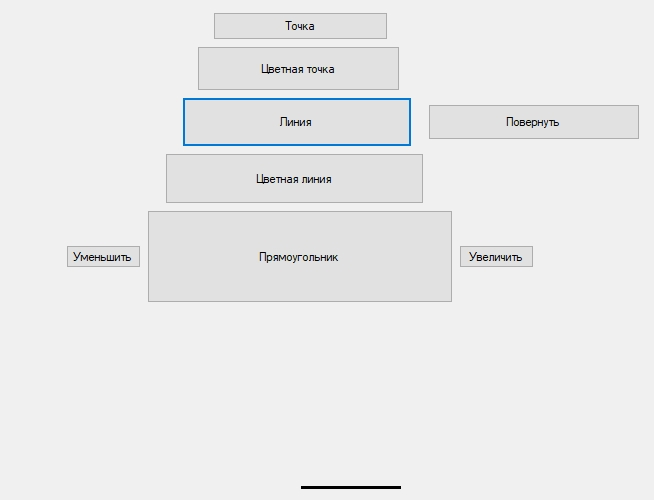 Точка
Цветная точка
Линия
Повернуть
Цветная линия
Уменьшить
Прямоугольник
Увеличить